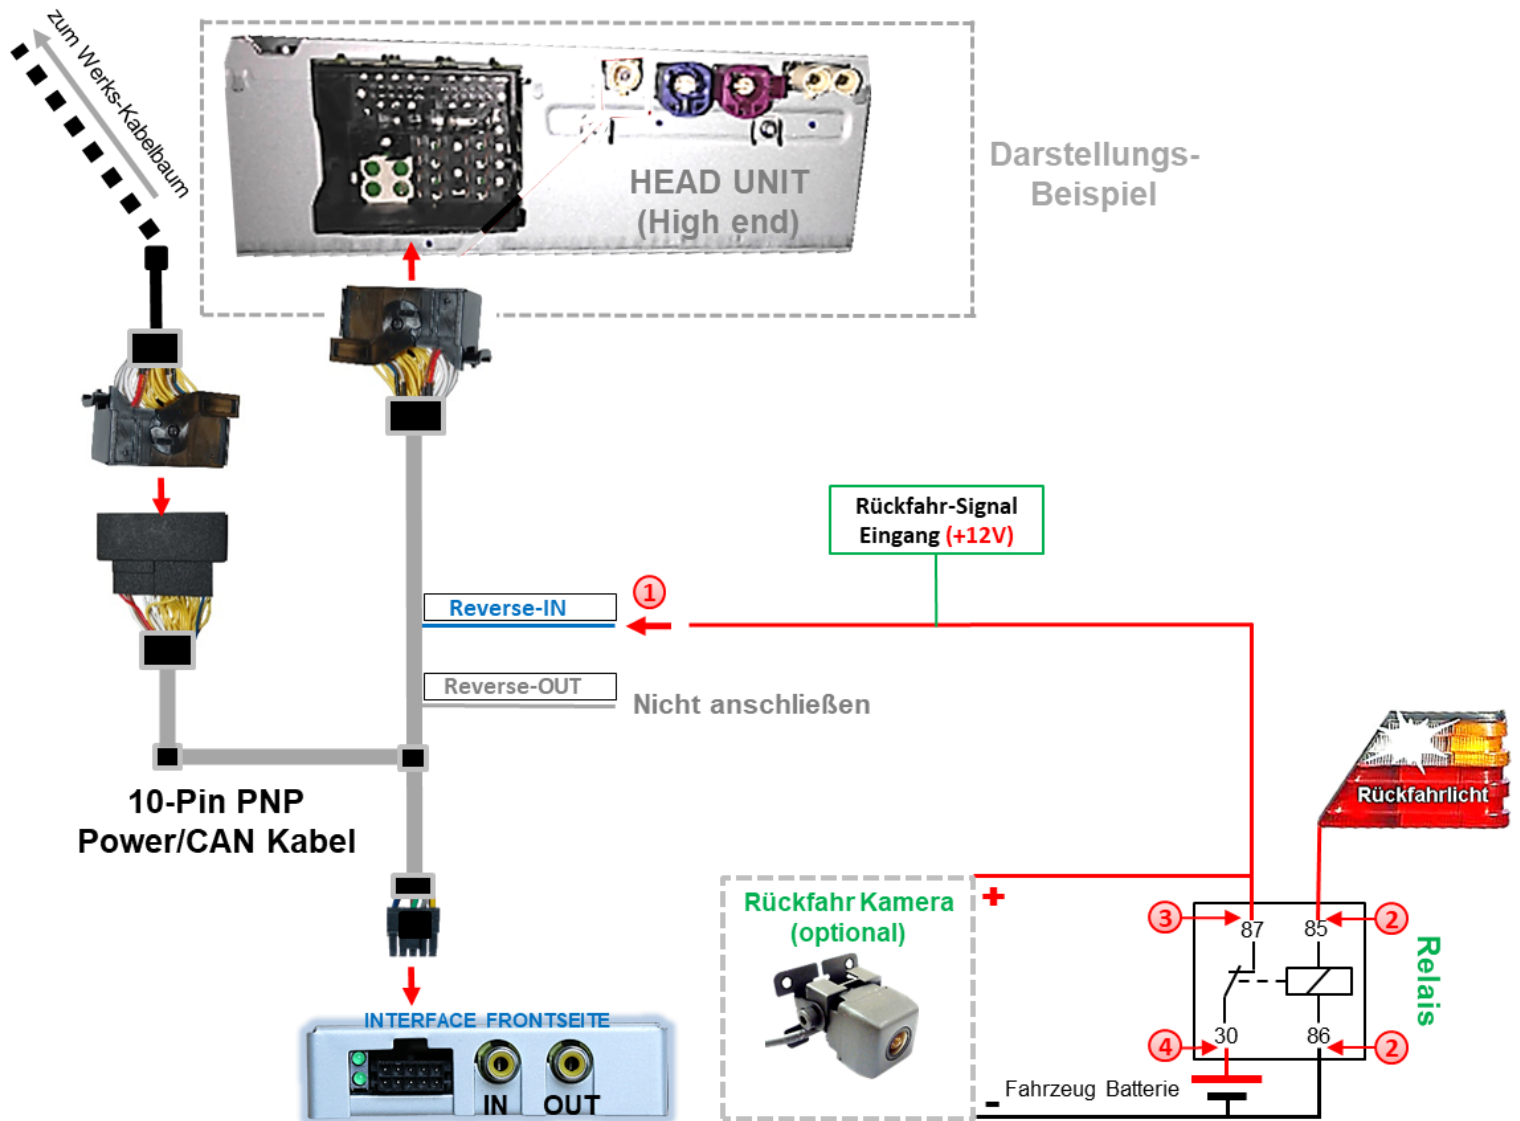 zum Werks-Kabelbaum
HEAD UNIT
(High end)
Darstellungs-
Beispiel
Rückfahr-Signal
Eingang (+12V)
Reverse-IN
1
Reverse-OUT
Nicht anschließen
10-Pin PNP
Power/CAN Kabel
Rückfahrlicht
Rückfahr Kamera
(optional)
+
3
87
85
2
Relais
4
30
86
2
- Fahrzeug Batterie
INTERFACE FRONTSEITE
IN
OUT